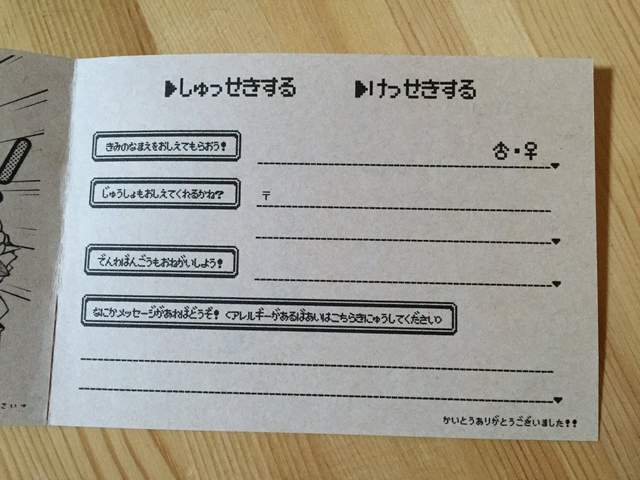 ▶しゅっせきする ▶けっせきする
きみのなまえをおしえてもらおう！
♂・♀
じゅうしょもおしえてくれるかね？
〒
でんわばんごうもおねがいしよう！
なにかメッセージがあればどうぞ！（アレルギーがあるばあいはこちらきにゅうしてください）
かいとうありがとうございました！！